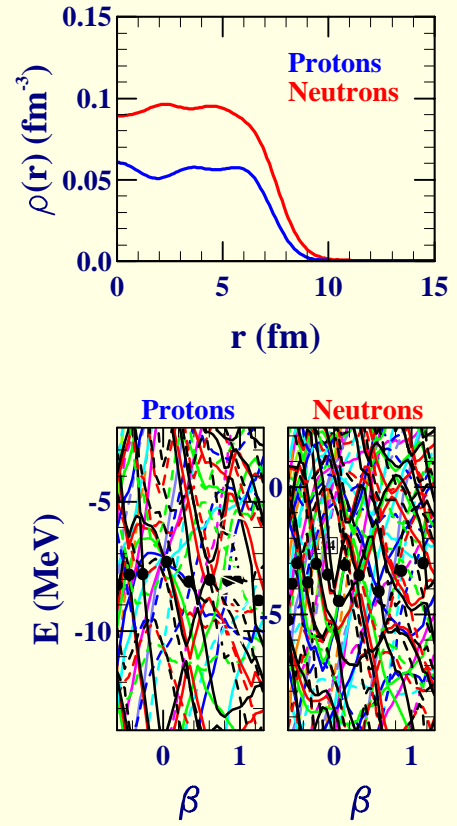 ρ(r) (fm⁻³)
0.15
0.1
0.05
0.0
Protons
Neutrons
0 5 10 15
r (fm)
Protons Neutrons
E (MeV)
-5
-10
0
-5
0 1 0 1
β β